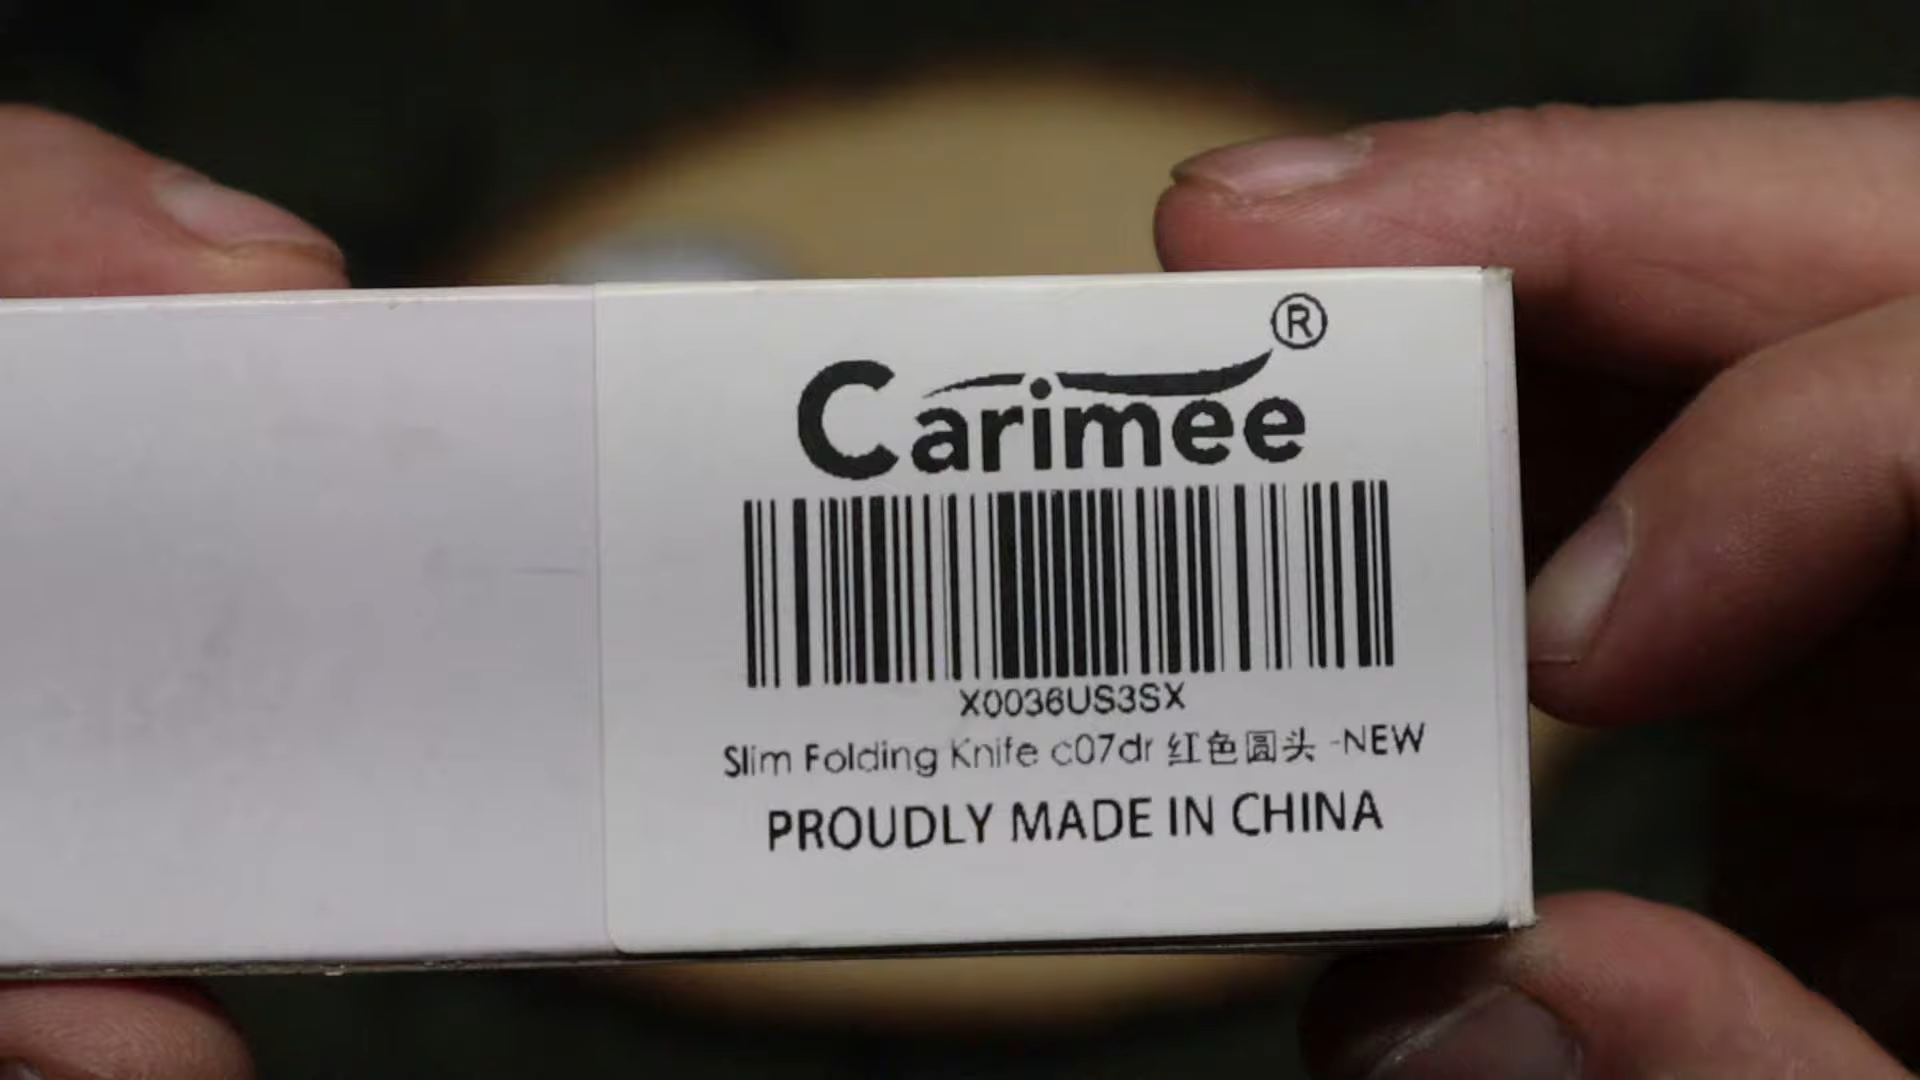 Carimee®
X0036US3SX
Slim Folding Knife c07dr 红色圆头 -NEW
PROUDLY MADE IN CHINA